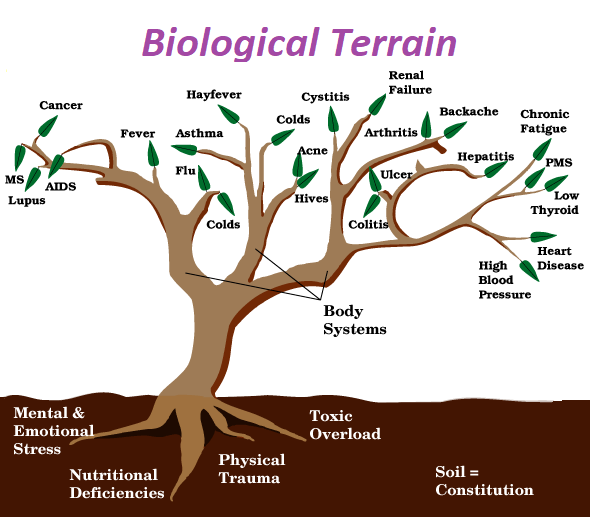 Biological Terrain
Cancer
MS
Lupus
AIDS
Fever
Hayfever
Asthma
Flu
Colds
Colds
Acne
Hives
Cystitis
Renal
Failure
Arthritis
Backache
Ulcer
Colitis
Hepatitis
Chronic
Fatigue
PMS
Low
Thyroid
Heart
Disease
High
Blood
Pressure
Body
Systems
Mental &
Emotional
Stress
Nutritional
Deficiencies
Physical
Trauma
Toxic
Overload
Soil =
Constitution